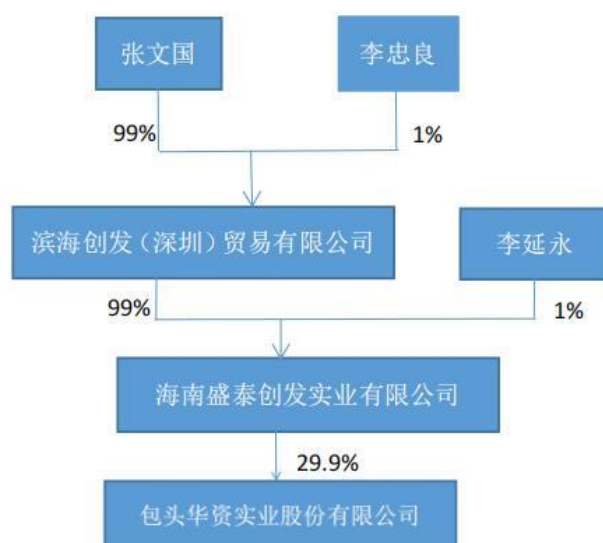 张文国
李忠良
99%
1%
滨海创发（深圳）贸易有限公司
李延永
99%
1%
海南盛泰创发实业有限公司
29.9%
包头华资实业股份有限公司